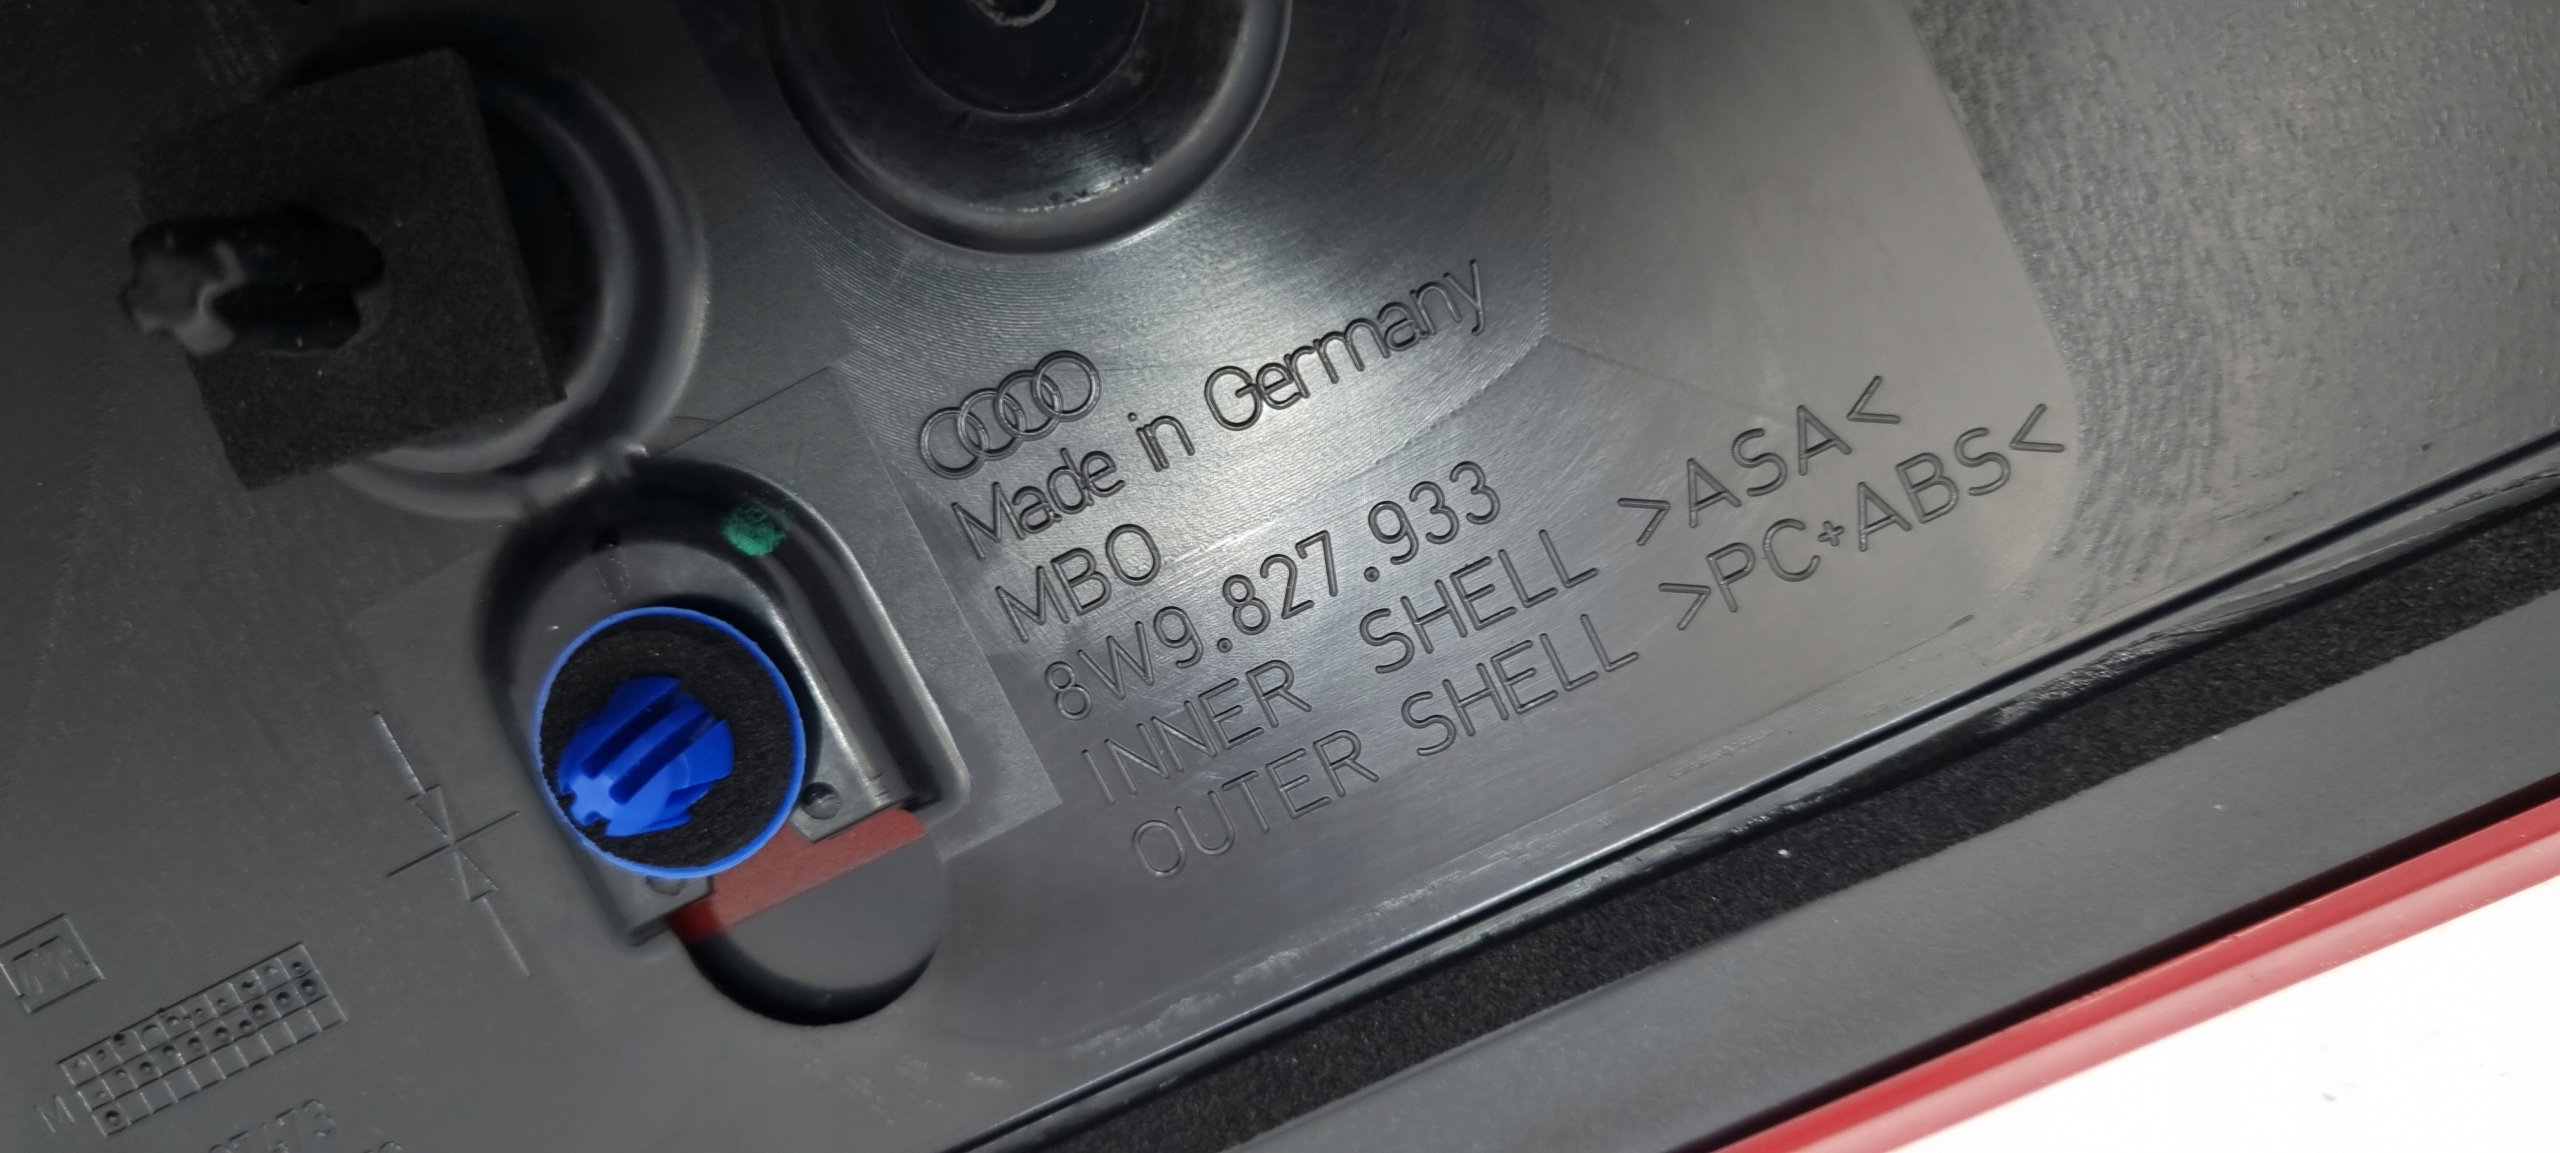 Made in Germany
MBO
8W9.827.933
INNER SHELL >ASA<
OUTER SHELL >PC+ABS<
M